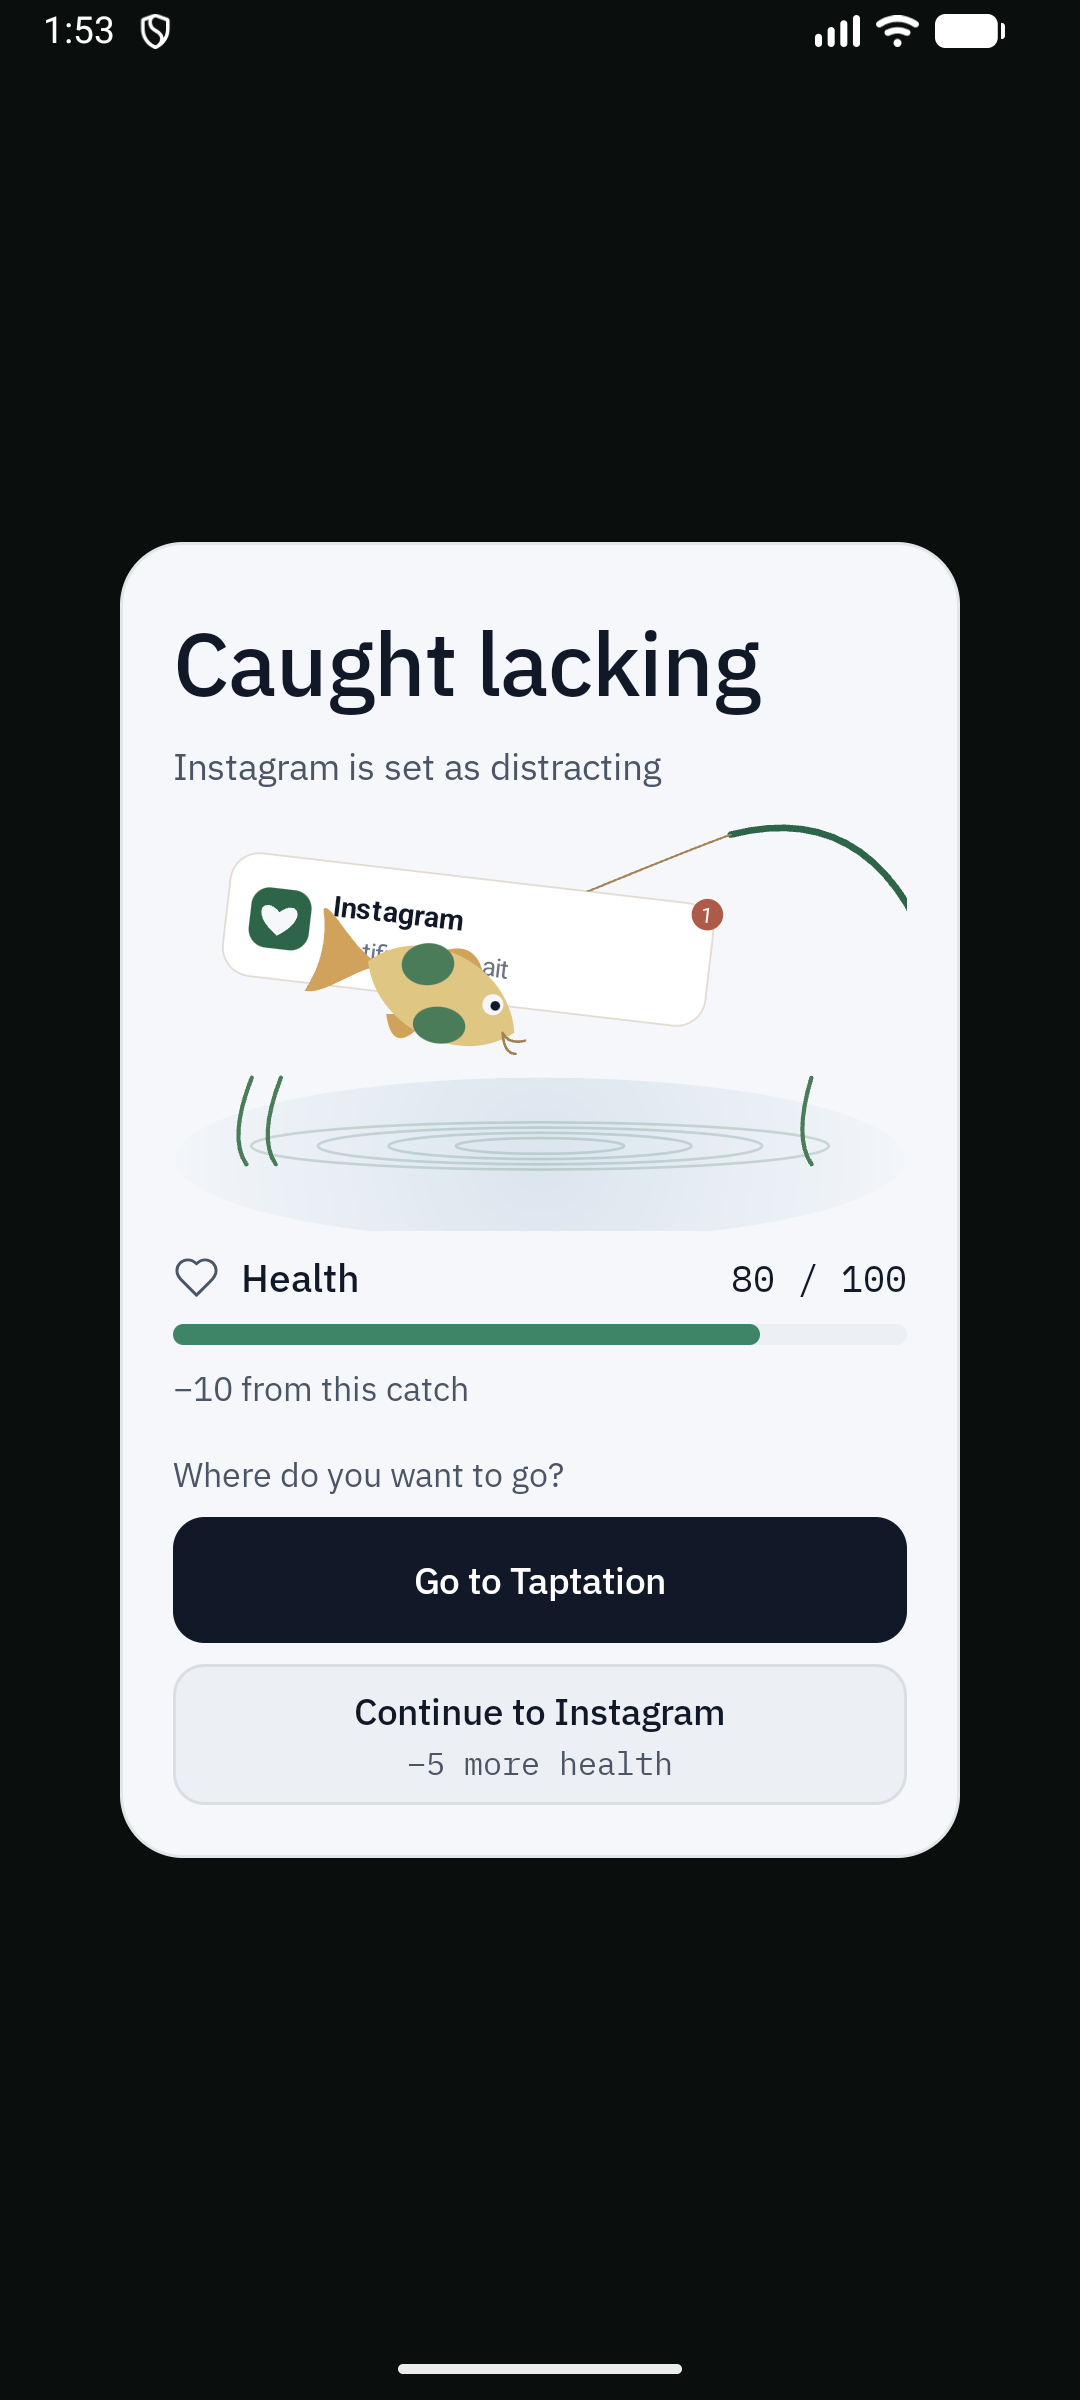 1:53
Caught lacking
Instagram is set as distracting
Instagram
1
Health
80 / 100
−10 from this catch
Where do you want to go?
Go to Taptation
Continue to Instagram
−5 more health